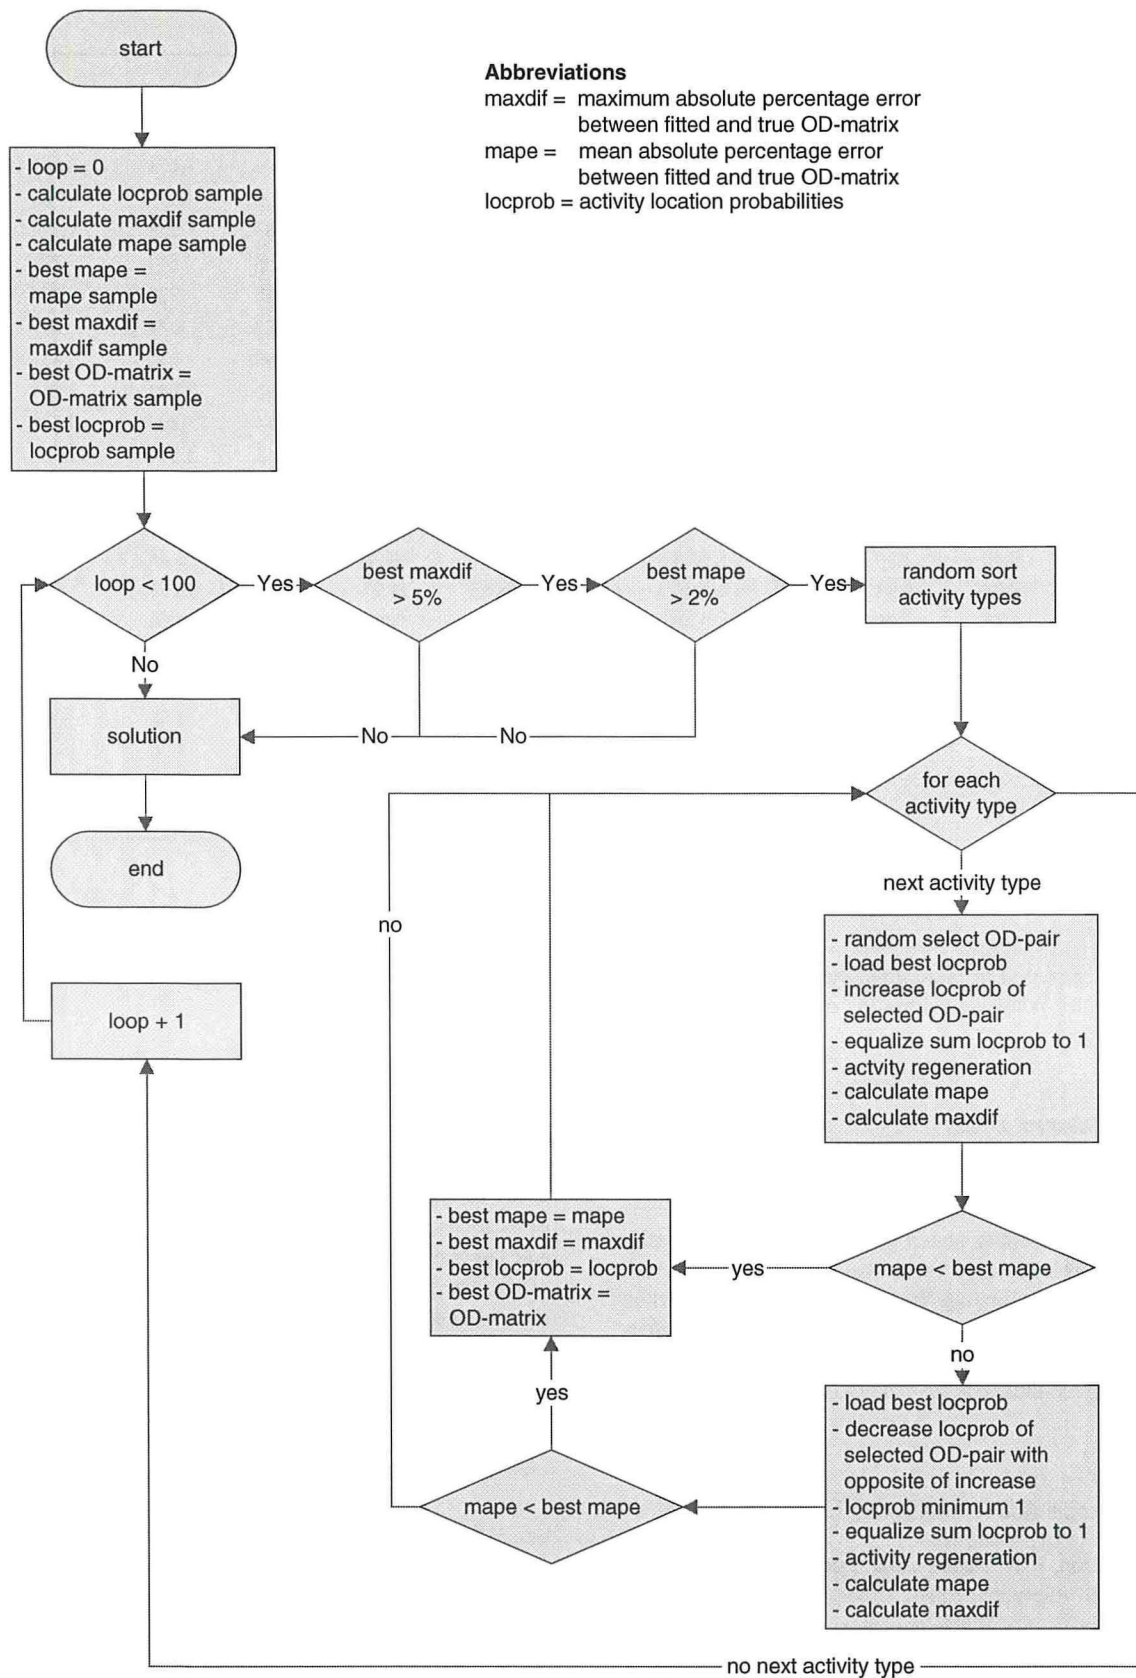 start
Abbreviations
maxdif = maximum absolute percentage error
between fitted and true OD-matrix
mape = mean absolute percentage error
between fitted and true OD-matrix
locprob = activity location probabilities
- loop = 0
- calculate locprob sample
- calculate maxdif sample
- calculate mape sample
- best mape =
mape sample
- best maxdif =
maxdif sample
- best OD-matrix =
OD-matrix sample
- best locprob =
locprob sample
loop < 100
Yes
best maxdif
> 5%
Yes
best mape
> 2%
Yes
random sort
activity types
No
solution
No
No
for each
activity type
end
next activity type
no
- random select OD-pair
- load best locprob
- increase locprob of
selected OD-pair
- equalize sum locprob to 1
- actvity regeneration
- calculate mape
- calculate maxdif
loop + 1
- best mape = mape
- best maxdif = maxdif
- best locprob = locprob
- best OD-matrix =
OD-matrix
yes
mape < best mape
no
yes
mape < best mape
- load best locprob
- decrease locprob of
selected OD-pair with
opposite of increase
- locprob minimum 1
- equalize sum locprob to 1
- activity regeneration
- calculate mape
- calculate maxdif
no next activity type